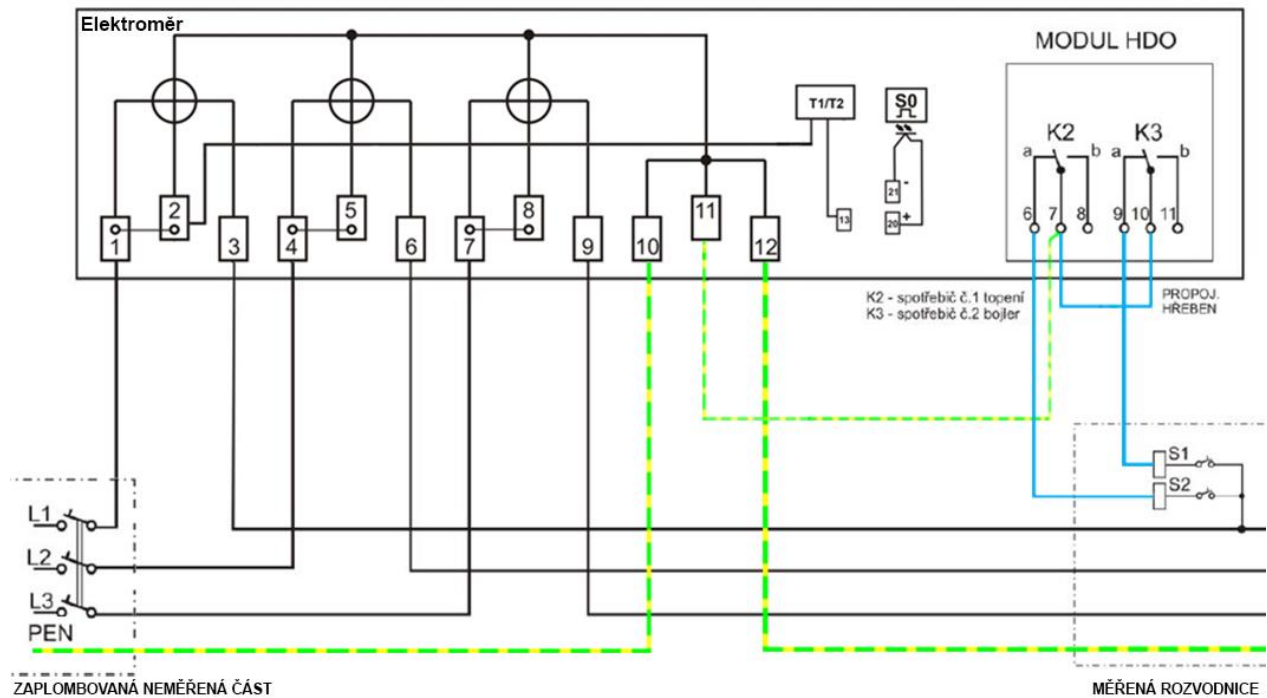 Elektroměr
MODUL HDO
T1/T2
S0
K2 K3
a b a b
21 -
20 +
13
6 7 8 9 10 11
1 2 3 4 5 6 7 8 9 10 11 12
K2 - spotřebič č.1 topení
K3 - spotřebič č.2 bojler
PROPOJ.
HŘEBEN
S1
S2
L1
L2
L3
PEN
ZAPLOMBOVANÁ NEMĚŘENÁ ČÁST
MĚŘENÁ ROZVODNICE